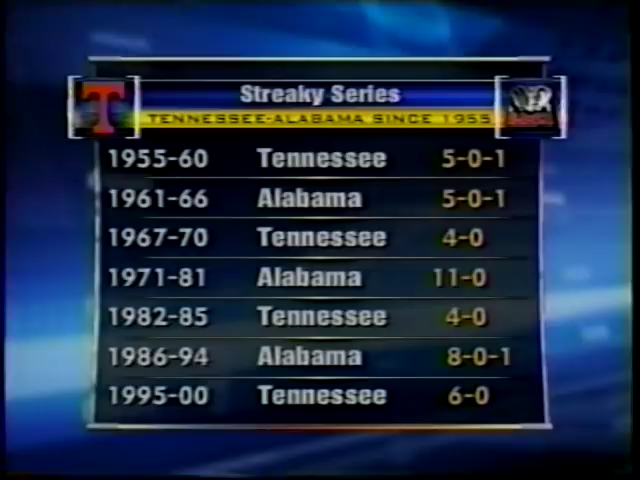 Streaky Series
TENNESSEE-ALABAMA SINCE 1955
1955-60 Tennessee 5-0-1
1961-66 Alabama 5-0-1
1967-70 Tennessee 4-0
1971-81 Alabama 11-0
1982-85 Tennessee 4-0
1986-94 Alabama 8-0-1
1995-00 Tennessee 6-0